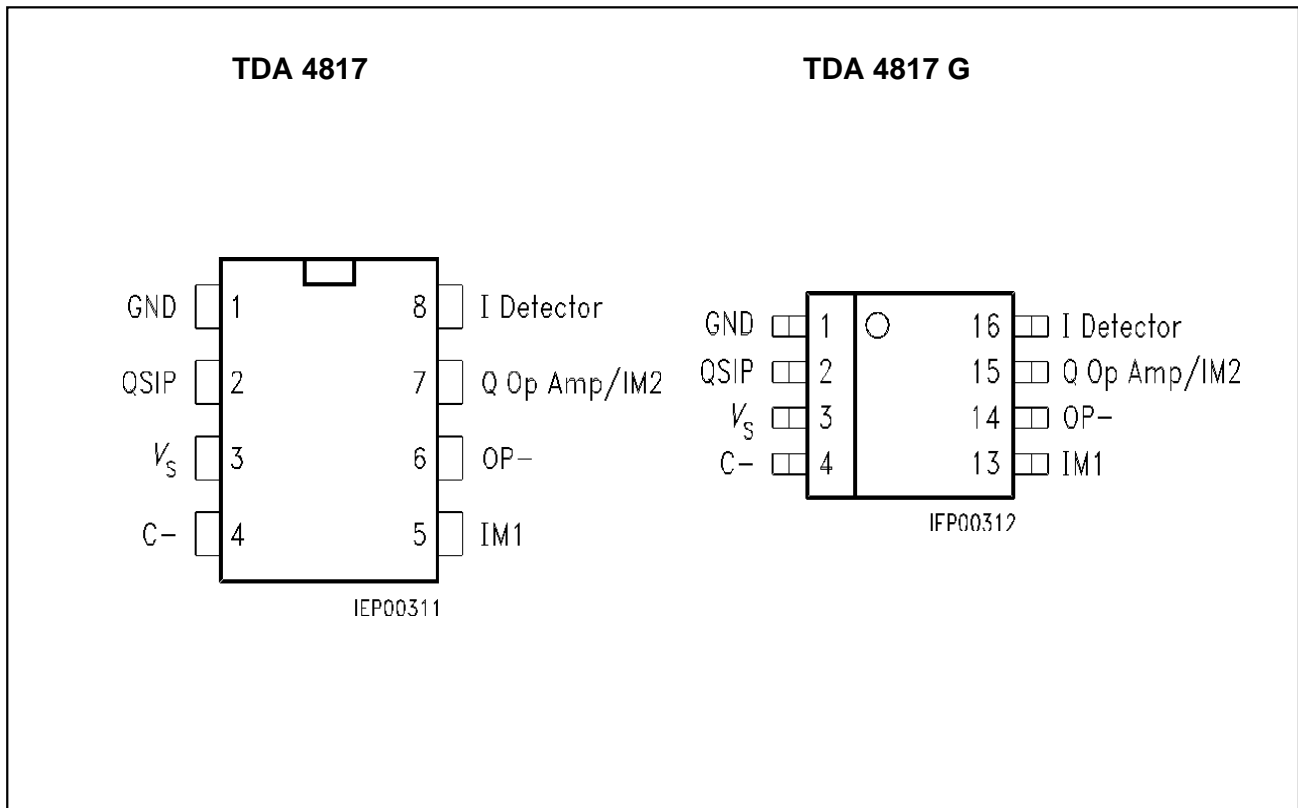 TDA 4817
GND 1 8 I Detector
QSIP 2 7 Q Op Amp/IM2
VS 3 6 OP−
C− 4 5 IM1
IEP00311
TDA 4817 G
GND 1 16 I Detector
QSIP 2 15 Q Op Amp/IM2
VS 3 14 OP−
C− 4 13 IM1
IEP00312